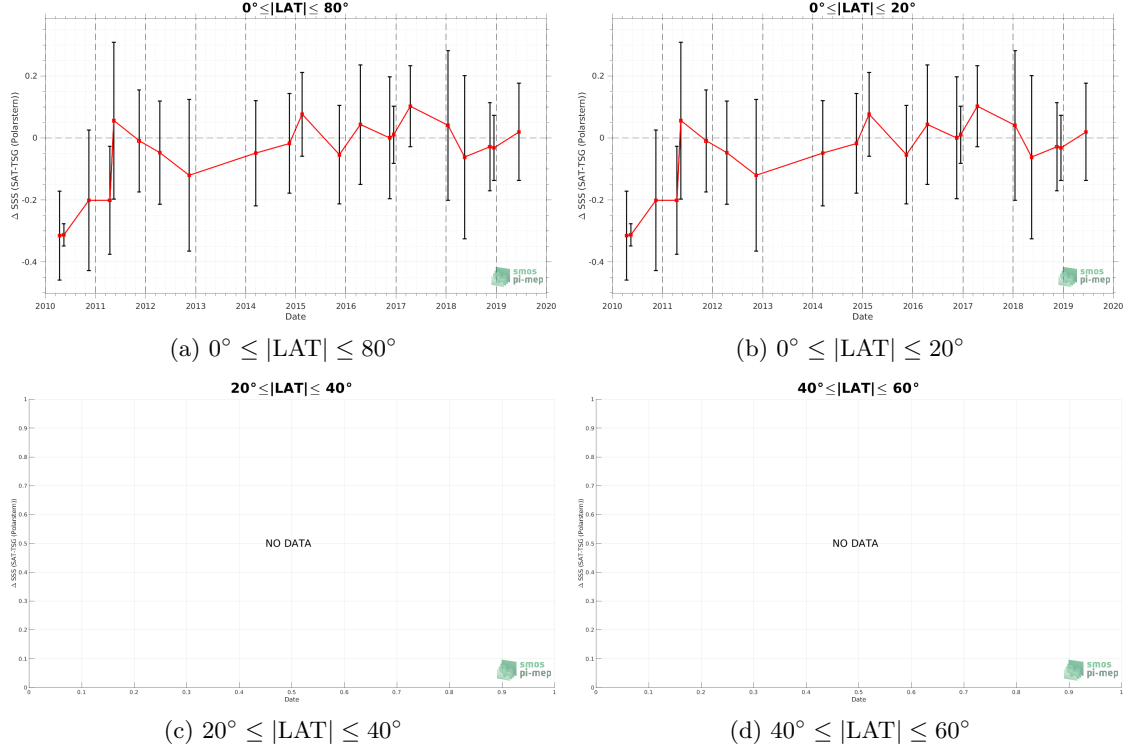 0°≤|LAT|≤ 80°
Δ SSS (SAT-TSG (Polarstern))
0.2
0
-0.2
-0.4
2010 2011 2012 2013 2014 2015 2016 2017 2018 2019 2020
Date
smos
pi-mep
(a) 0° ≤ |LAT| ≤ 80°
0°≤|LAT|≤ 20°
Δ SSS (SAT-TSG (Polarstern))
0.2
0
-0.2
-0.4
2010 2011 2012 2013 2014 2015 2016 2017 2018 2019 2020
Date
smos
pi-mep
(b) 0° ≤ |LAT| ≤ 20°
20°≤|LAT|≤ 40°
Δ SSS (SAT-TSG (Polarstern))
1
0.9
0.8
0.7
0.6
0.5
0.4
0.3
0.2
0.1
0
NO DATA
0 0.1 0.2 0.3 0.4 0.5 0.6 0.7 0.8 0.9 1
Date
smos
pi-mep
(c) 20° ≤ |LAT| ≤ 40°
40°≤|LAT|≤ 60°
Δ SSS (SAT-TSG (Polarstern))
1
0.9
0.8
0.7
0.6
0.5
0.4
0.3
0.2
0.1
0
NO DATA
0 0.1 0.2 0.3 0.4 0.5 0.6 0.7 0.8 0.9 1
Date
smos
pi-mep
(d) 40° ≤ |LAT| ≤ 60°